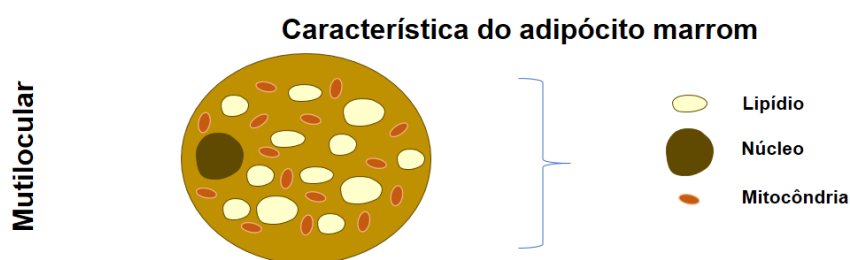 Característica do adipócito marrom
Mutilocular
Lipídio
Núcleo
Mitocôndria